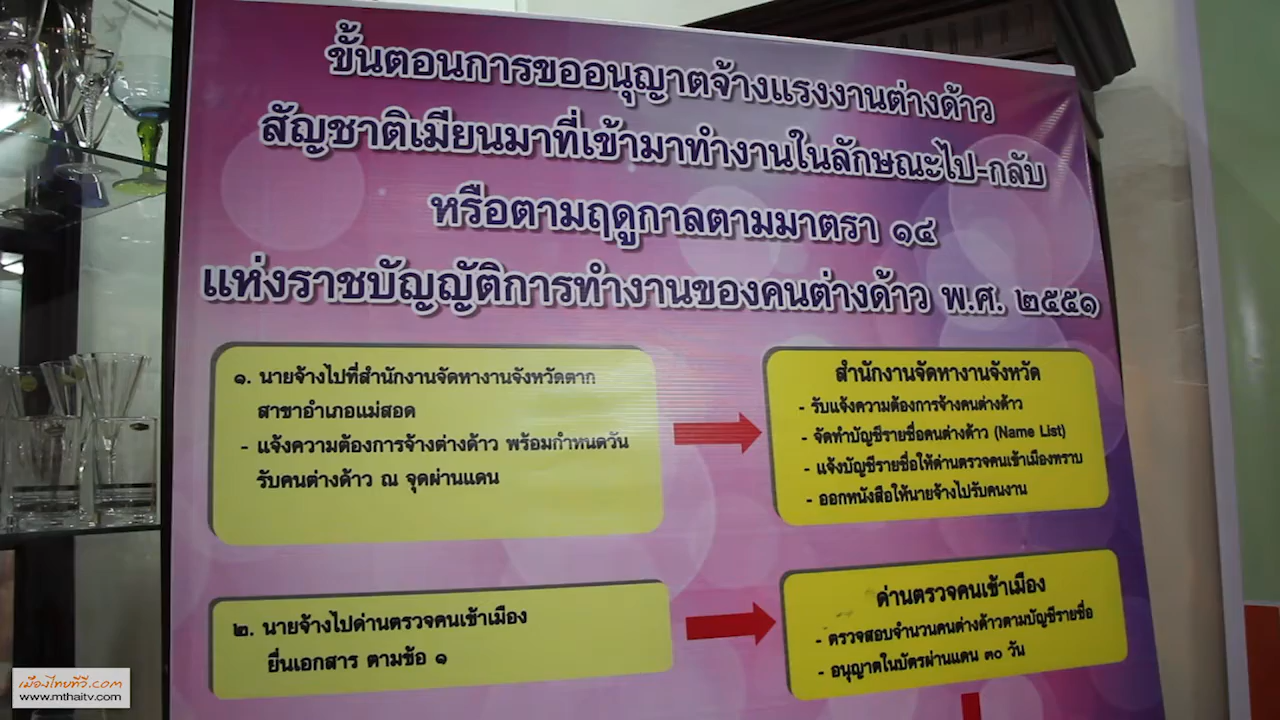 ขั้นตอนการขออนุญาตจ้างแรงงานต่างด้าว
สัญชาติเมียนมาที่เข้ามาทำงานในลักษณะไป-กลับ
หรือตามฤดูกาลตามมาตรา ๑๔
แห่งราชบัญญัติการทำงานของคนต่างด้าว พ.ศ. ๒๕๕๑
๑. นายจ้างไปที่สำนักงานจัดหางานจังหวัดตาก
สาขาอำเภอแม่สอด
- แจ้งความต้องการจ้างต่างด้าว พร้อมกำหนดวัน
รับคนต่างด้าว ณ จุดผ่านแดน
สำนักงานจัดหางานจังหวัด
- รับแจ้งความต้องการจ้างคนต่างด้าว
- จัดทำบัญชีรายชื่อคนต่างด้าว (Name List)
- แจ้งบัญชีรายชื่อให้ด่านตรวจคนเข้าเมืองทราบ
- ออกหนังสือให้นายจ้างไปรับคนงาน
๒. นายจ้างไปด่านตรวจคนเข้าเมือง
ยื่นเอกสาร ตามข้อ ๑
ด่านตรวจคนเข้าเมือง
- ตรวจสอบจำนวนคนต่างด้าวตามบัญชีรายชื่อ
- อนุญาตในบัตรผ่านแดน ๓๐ วัน
เมืองไทยทีวี.com
www.mthaitv.com